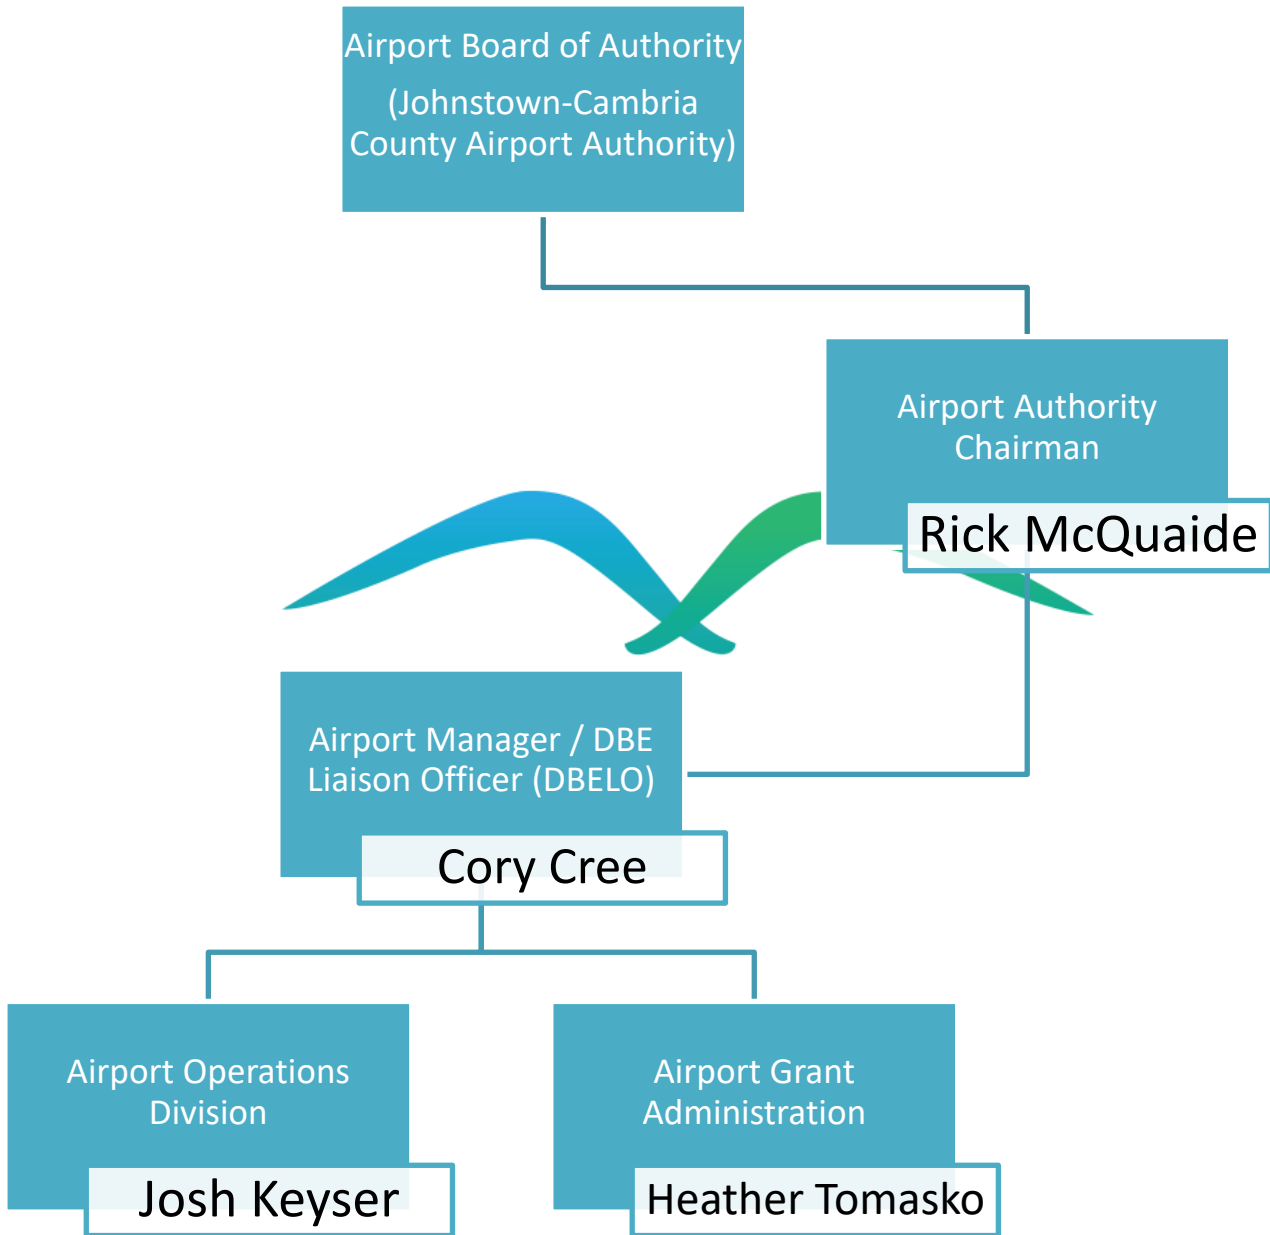 Airport Board of Authority
(Johnstown-Cambria
County Airport Authority)
Airport Authority
Chairman
Rick McQuaide
Airport Manager / DBE
Liaison Officer (DBELO)
Cory Cree
Airport Operations
Division
Josh Keyser
Airport Grant
Administration
Heather Tomasko